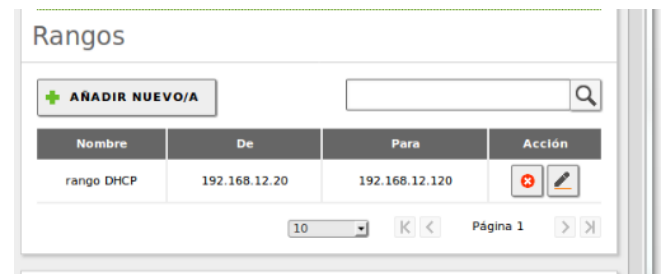 Rangos
AÑADIR NUEVO/A
Nombre De Para Acción
rango DHCP 192.168.12.20 192.168.12.120
10 Página 1